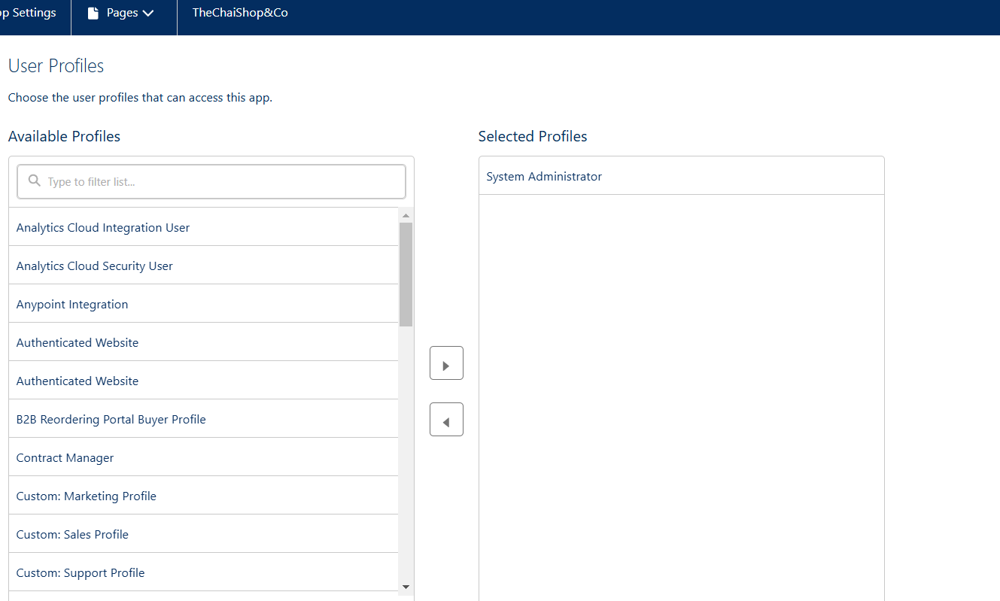 p Settings
Pages
TheChaiShop&Co
User Profiles
Choose the user profiles that can access this app.
Available Profiles
Type to filter list...
Analytics Cloud Integration User
Analytics Cloud Security User
Anypoint Integration
Authenticated Website
Authenticated Website
B2B Reordering Portal Buyer Profile
Contract Manager
Custom: Marketing Profile
Custom: Sales Profile
Custom: Support Profile
Selected Profiles
System Administrator